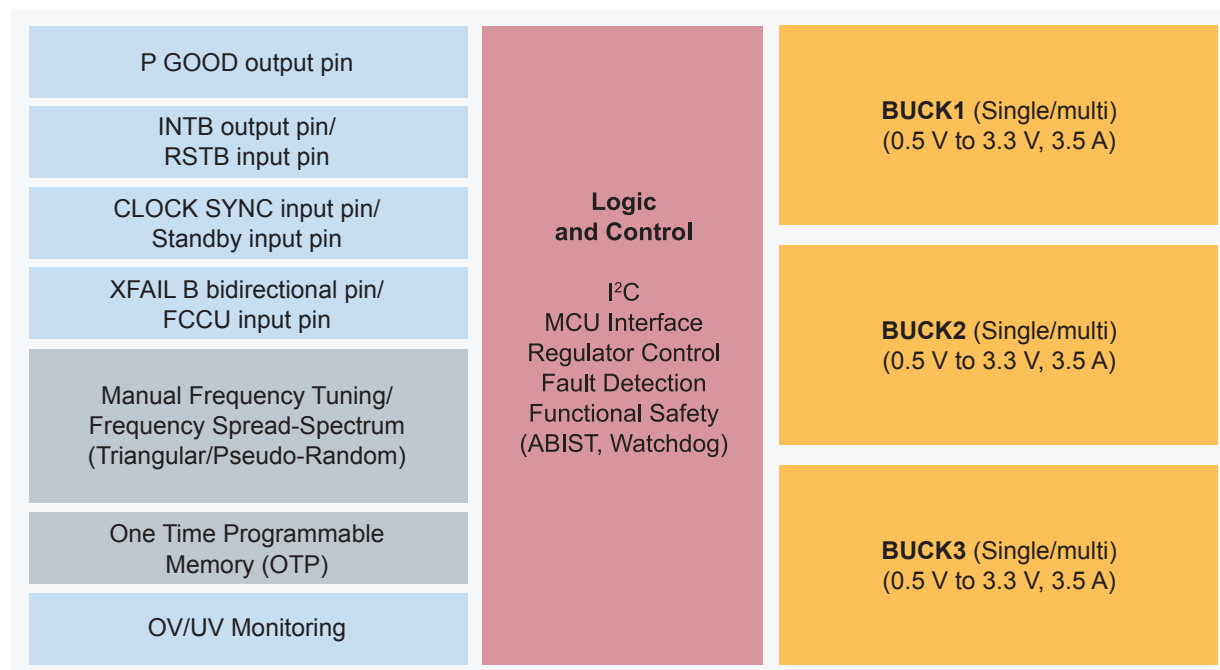 P GOOD output pin
INTB output pin/
RSTB input pin
CLOCK SYNC input pin/
Standby input pin
XFAIL B bidirectional pin/
FCCU input pin
Manual Frequency Tuning/
Frequency Spread-Spectrum
(Triangular/Pseudo-Random)
One Time Programmable
Memory (OTP)
OV/UV Monitoring
Logic
and Control
I²C
MCU Interface
Regulator Control
Fault Detection
Functional Safety
(ABIST, Watchdog)
BUCK1 (Single/multi)
(0.5 V to 3.3 V, 3.5 A)
BUCK2 (Single/multi)
(0.5 V to 3.3 V, 3.5 A)
BUCK3 (Single/multi)
(0.5 V to 3.3 V, 3.5 A)